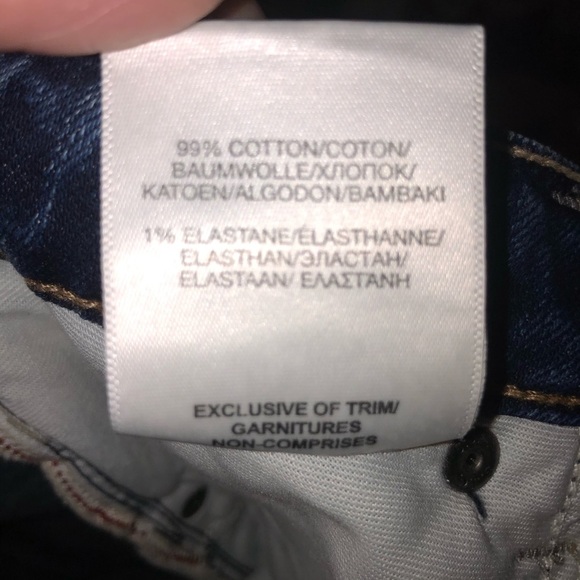 99% COTTON/COTON/
BAUMWOLLE/ХЛОПОК/
KATOEN/ALGODON/BAMBAKI
1% ELASTANE/ÉLASTHANNE/
ELASTHAN/ЭЛАСТАН/
ELASTAAN/ ΕΛΑΣΤΑΝΗ
EXCLUSIVE OF TRIM/
GARNITURES
NON-COMPRISES